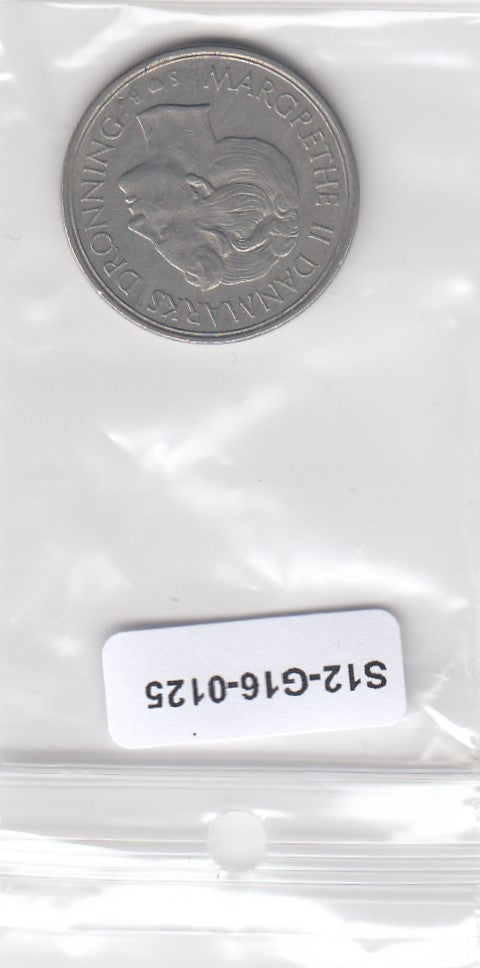 MARGRETHE II DANMARKS DRONNING
S12-G16-0125